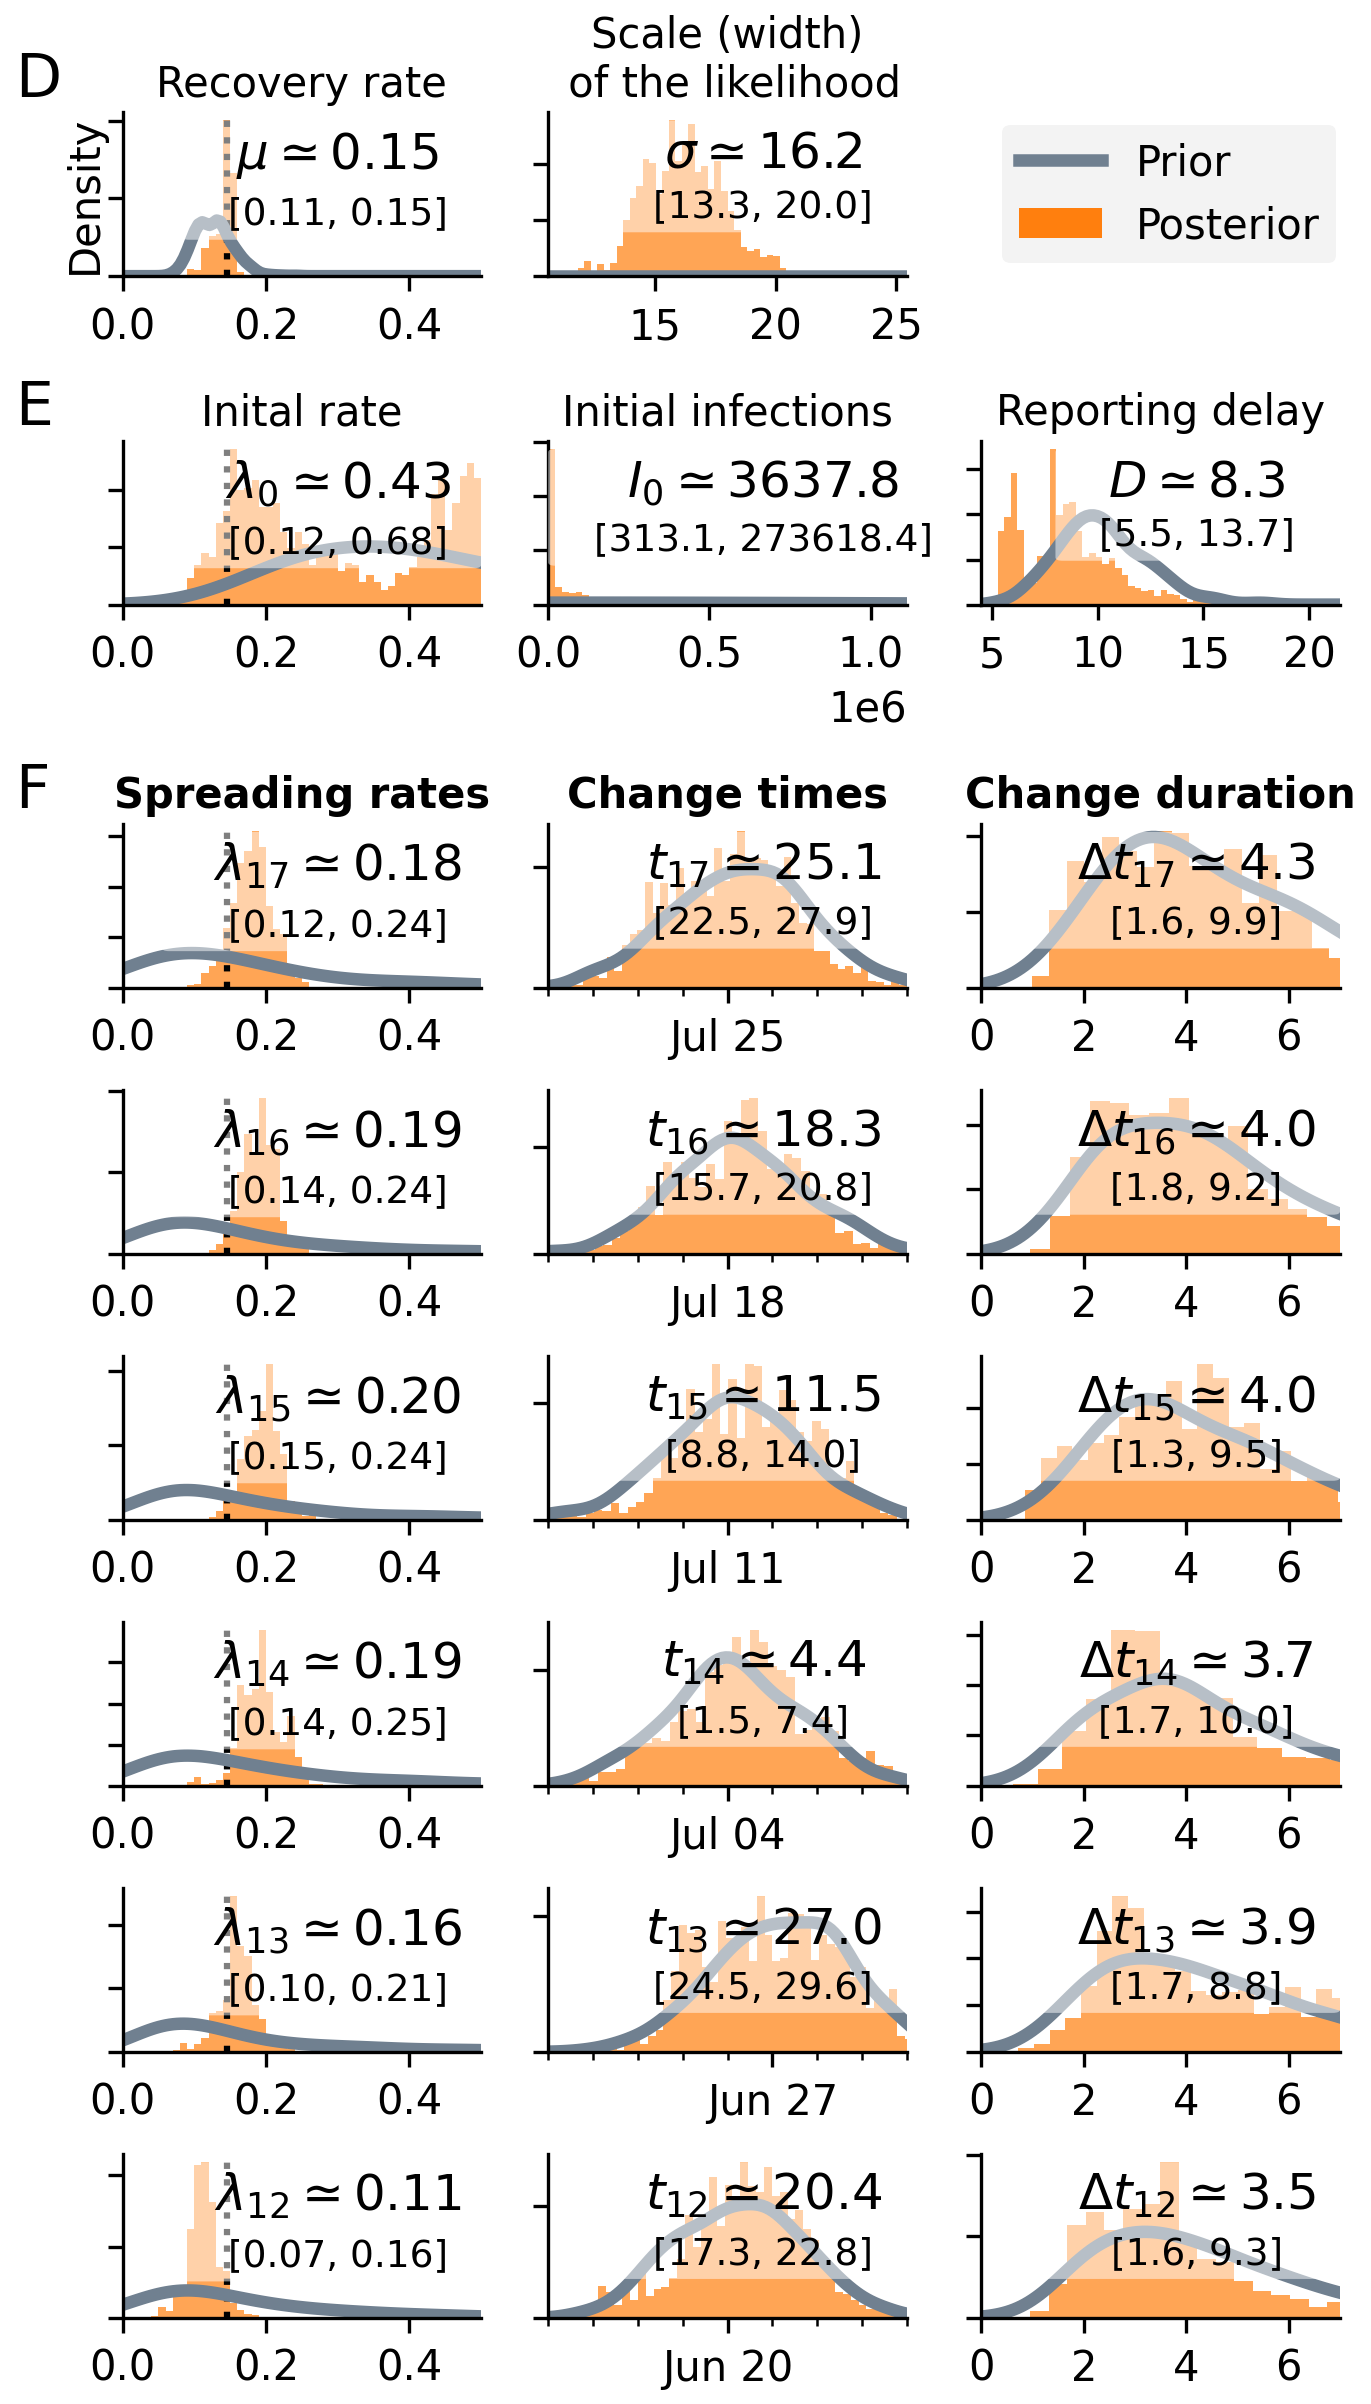 D
Recovery rate
Scale (width)
of the likelihood
Density
μ ≃ 0.15
[0.11, 0.15]
σ ≃ 16.2
[13.3, 20.0]
Prior
Posterior
0.0 0.2 0.4
15 20 25
E
Inital rate
Initial infections
Reporting delay
λ0 ≃ 0.43
[0.12, 0.68]
I0 ≃ 3637.8
[313.1, 273618.4]
D ≃ 8.3
[5.5, 13.7]
0.0 0.2 0.4
0.0 0.5 1.0
1e6
5 10 15 20
F
Spreading rates
Change times
Change duration
λ17 ≃ 0.18
[0.12, 0.24]
t17 ≃ 25.1
[22.5, 27.9]
Δt17 ≃ 4.3
[1.6, 9.9]
0.0 0.2 0.4
Jul 25
0 2 4 6
λ16 ≃ 0.19
[0.14, 0.24]
t16 ≃ 18.3
[15.7, 20.8]
Δt16 ≃ 4.0
[1.8, 9.2]
0.0 0.2 0.4
Jul 18
0 2 4 6
λ15 ≃ 0.20
[0.15, 0.24]
t15 ≃ 11.5
[8.8, 14.0]
Δt15 ≃ 4.0
[1.3, 9.5]
0.0 0.2 0.4
Jul 11
0 2 4 6
λ14 ≃ 0.19
[0.14, 0.25]
t14 ≃ 4.4
[1.5, 7.4]
Δt14 ≃ 3.7
[1.7, 10.0]
0.0 0.2 0.4
Jul 04
0 2 4 6
λ13 ≃ 0.16
[0.10, 0.21]
t13 ≃ 27.0
[24.5, 29.6]
Δt13 ≃ 3.9
[1.7, 8.8]
0.0 0.2 0.4
Jun 27
0 2 4 6
λ12 ≃ 0.11
[0.07, 0.16]
t12 ≃ 20.4
[17.3, 22.8]
Δt12 ≃ 3.5
[1.6, 9.3]
0.0 0.2 0.4
Jun 20
0 2 4 6